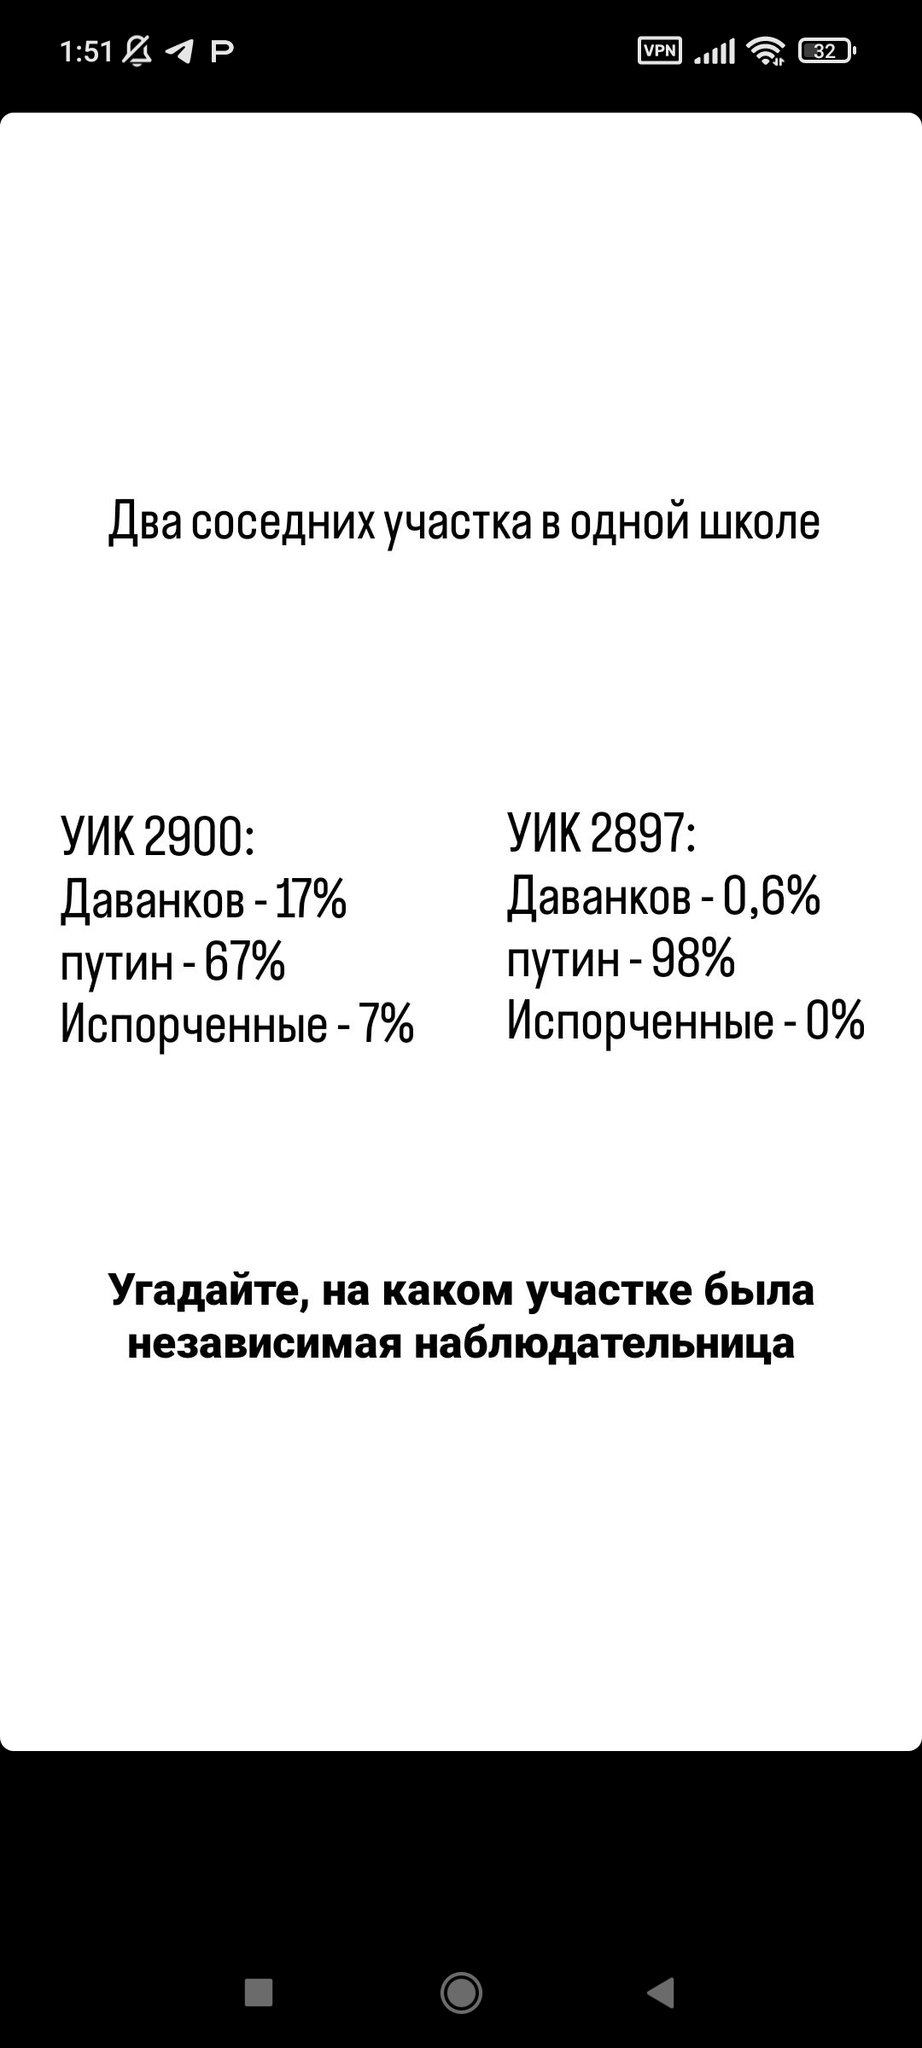 1:51
VPN
32
Два соседних участка в одной школе
УИК 2900:
Даванков - 17%
путин - 67%
Испорченные - 7%
УИК 2897:
Даванков - 0,6%
путин - 98%
Испорченные - 0%
Угадайте, на каком участке была
независимая наблюдательница